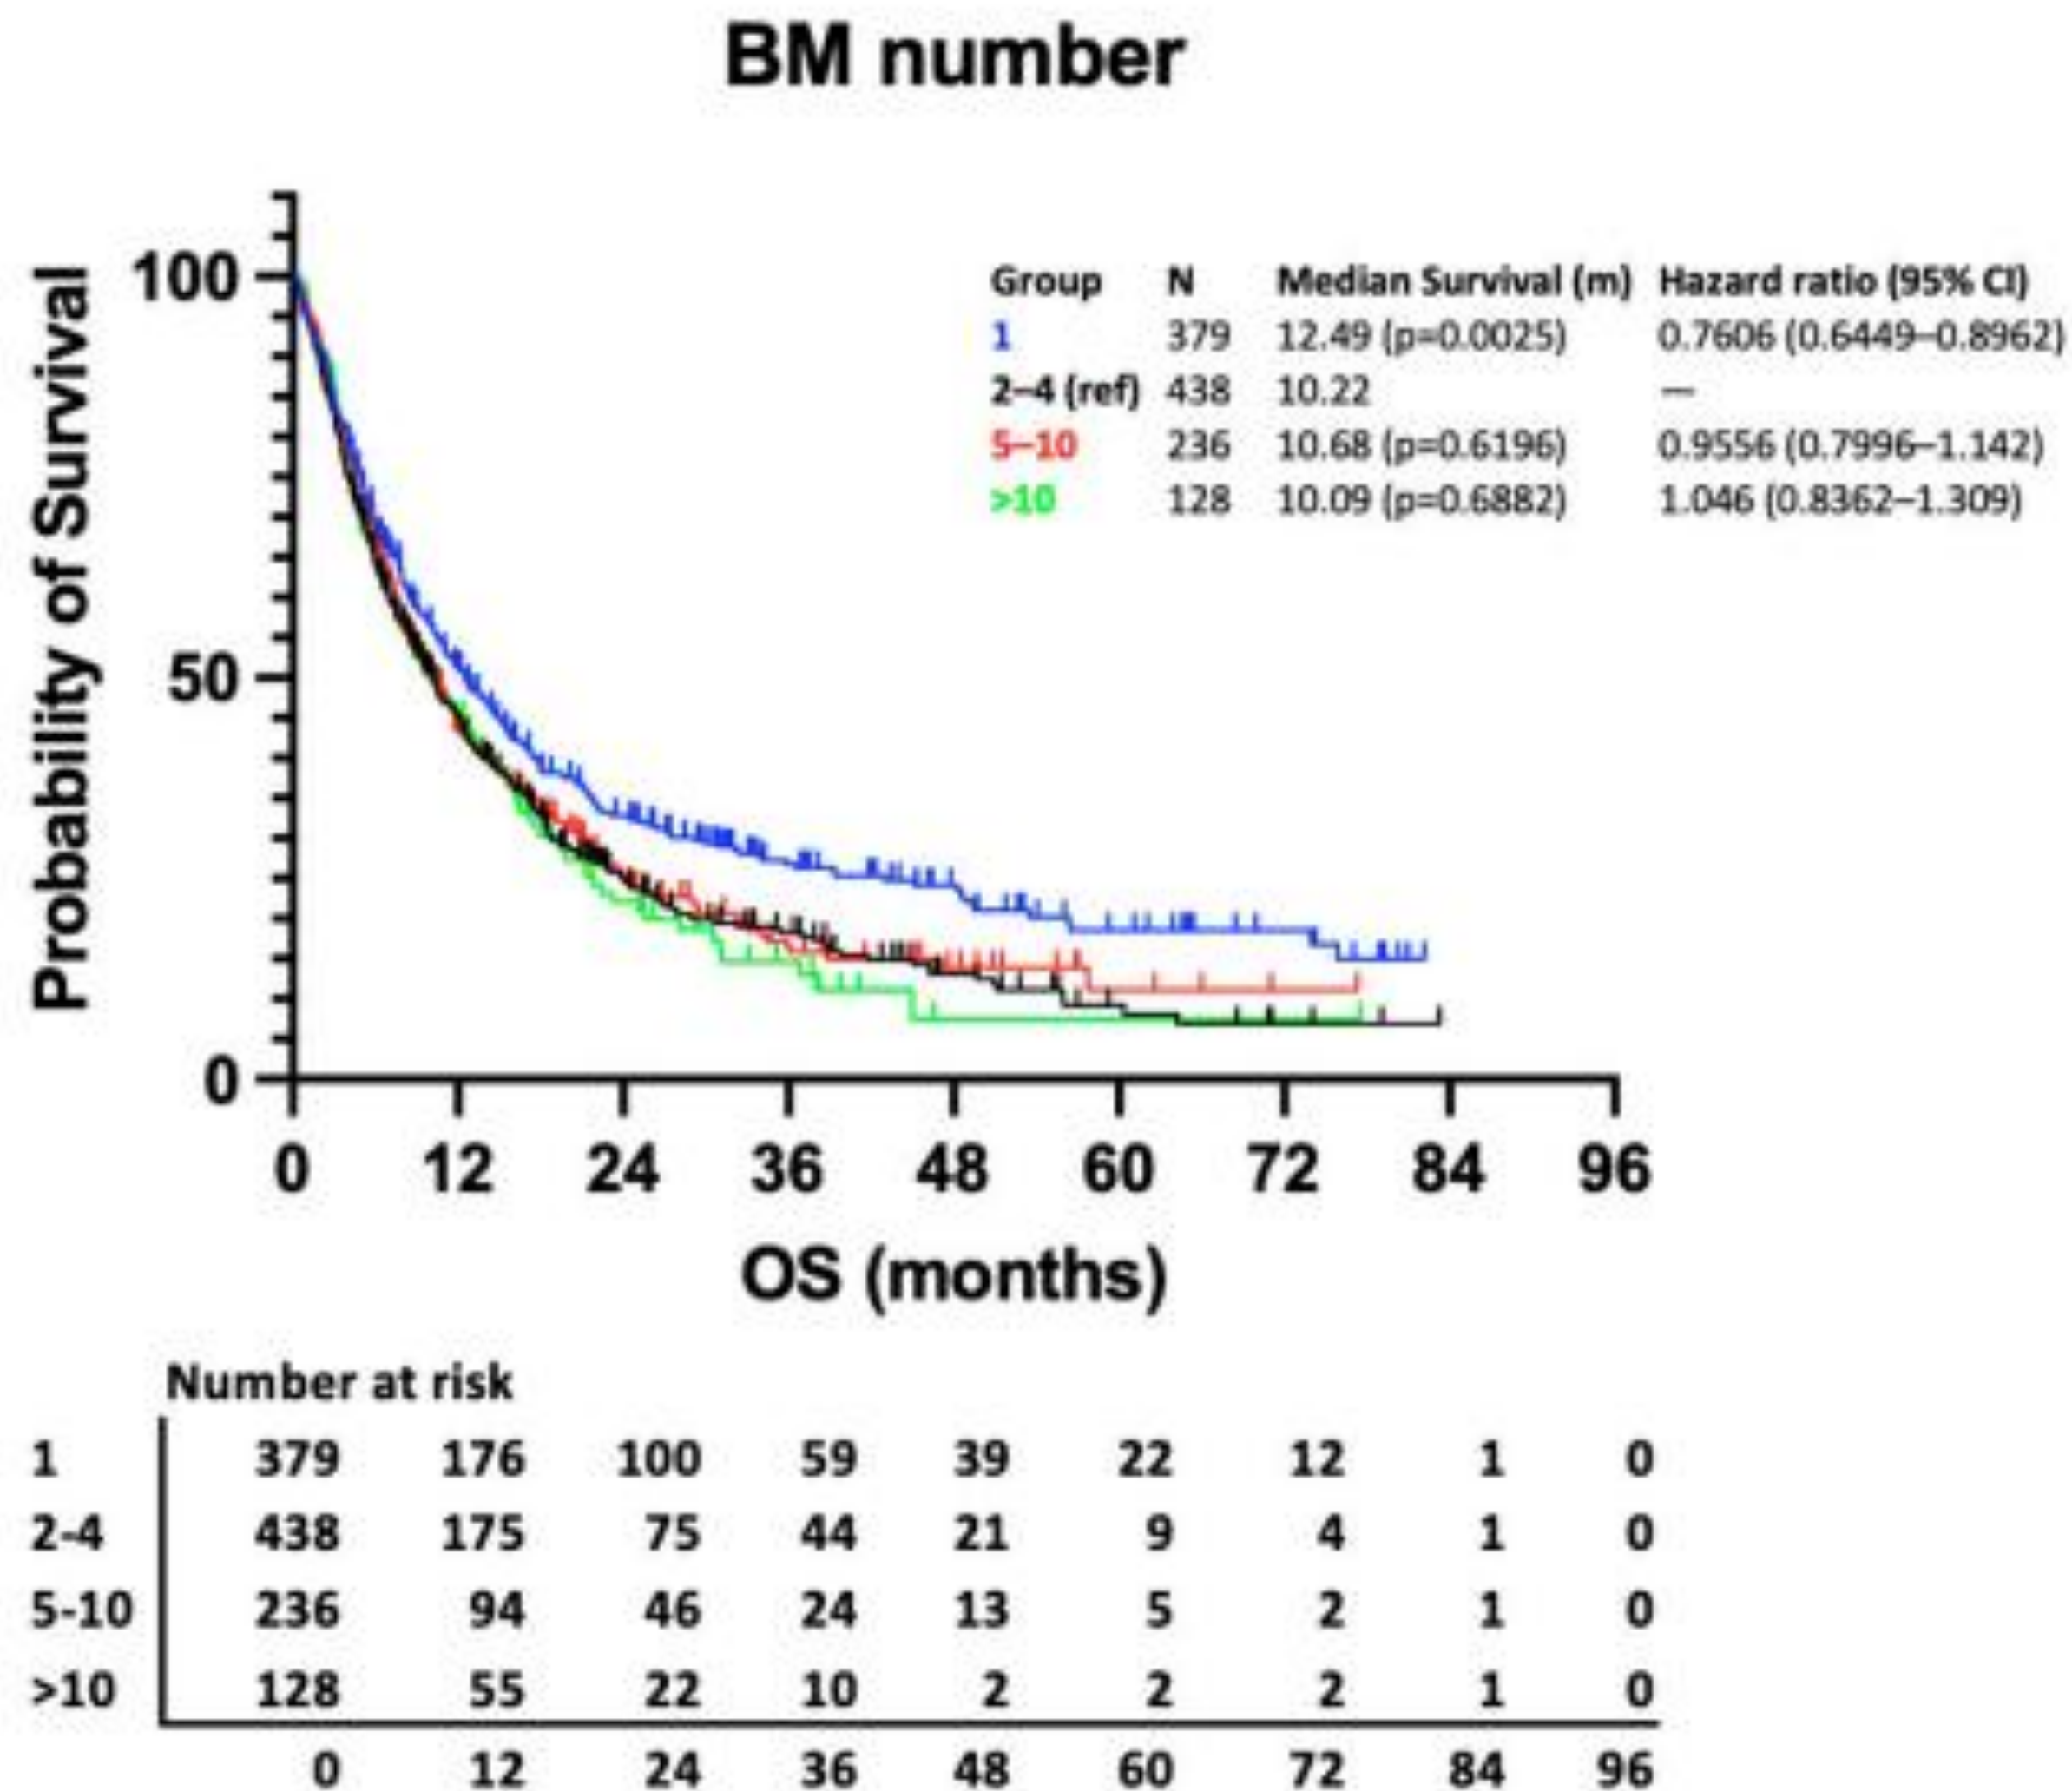 BM number
Probability of Survival
100
50
0
Group N Median Survival (m) Hazard ratio (95% CI)
1 379 12.49 (p=0.0025) 0.7606 (0.6449–0.8962)
2–4 (ref) 438 10.22 —
5–10 236 10.68 (p=0.6196) 0.9556 (0.7996–1.142)
>10 128 10.09 (p=0.6882) 1.046 (0.8362–1.309)
0 12 24 36 48 60 72 84 96
OS (months)
Number at risk
1 379 176 100 59 39 22 12 1 0
2-4 438 175 75 44 21 9 4 1 0
5-10 236 94 46 24 13 5 2 1 0
>10 128 55 22 10 2 2 2 1 0
0 12 24 36 48 60 72 84 96